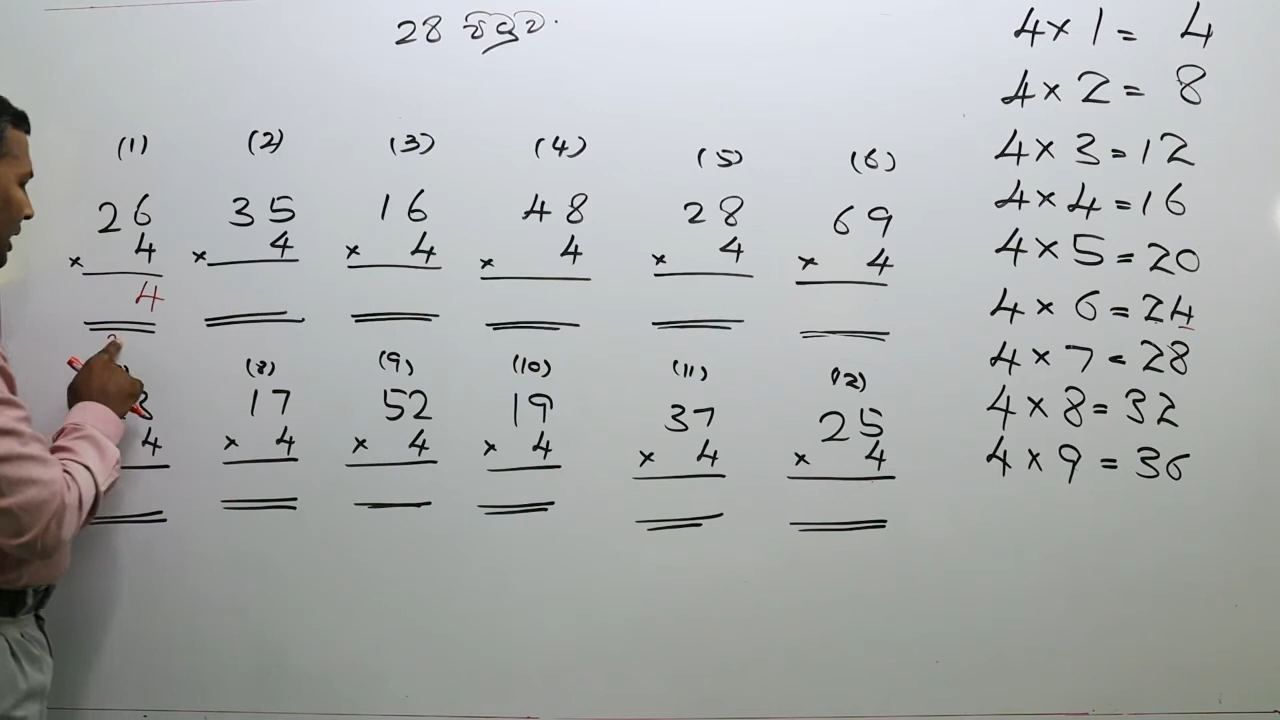 28
(1) (2) (3) (4) (5) (6)
26 35 16 48 28 69
× 4 × 4 × 4 × 4 × 4 × 4
4
(8) (9) (10) (11) (12)
3 17 52 19 37 25
4 × 4 × 4 × 4 × 4 × 4
4 × 1 = 4
4 × 2 = 8
4 × 3 = 12
4 × 4 = 16
4 × 5 = 20
4 × 6 = 24
4 × 7 = 28
4 × 8 = 32
4 × 9 = 36